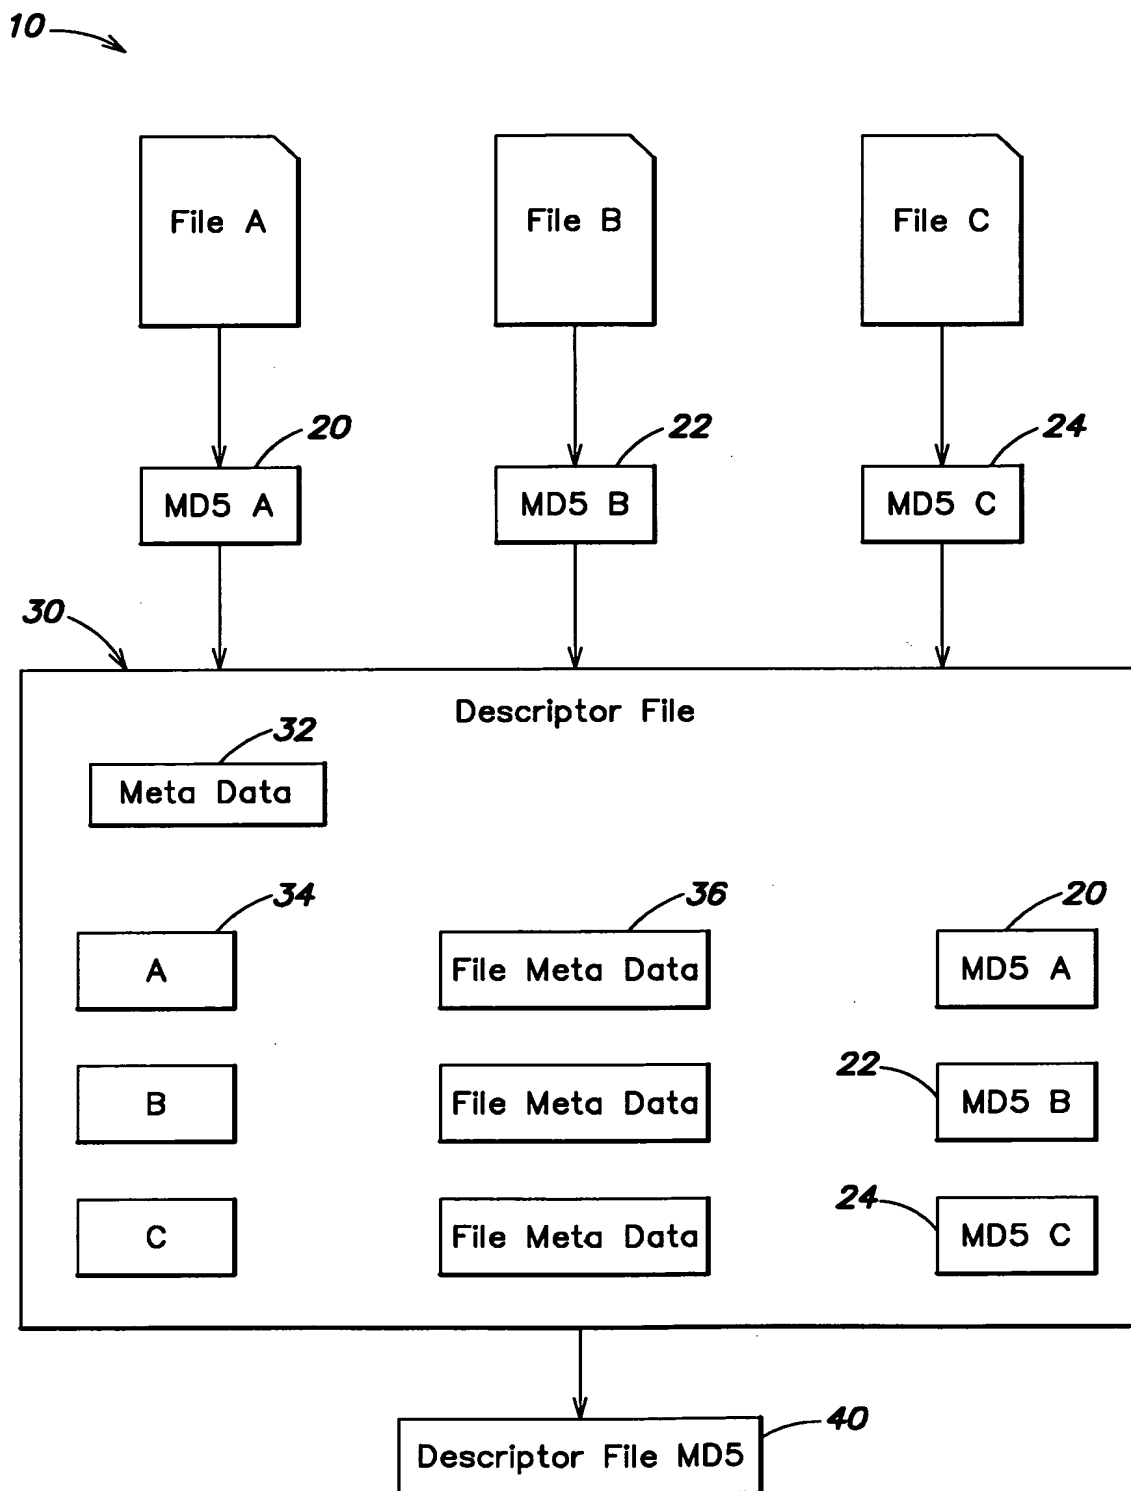 10
File A
File B
File C
20
22
24
MD5 A
MD5 B
MD5 C
30
Descriptor File
32
Meta Data
34
36
20
A
File Meta Data
MD5 A
22
B
File Meta Data
MD5 B
24
C
File Meta Data
MD5 C
40
Descriptor File MD5